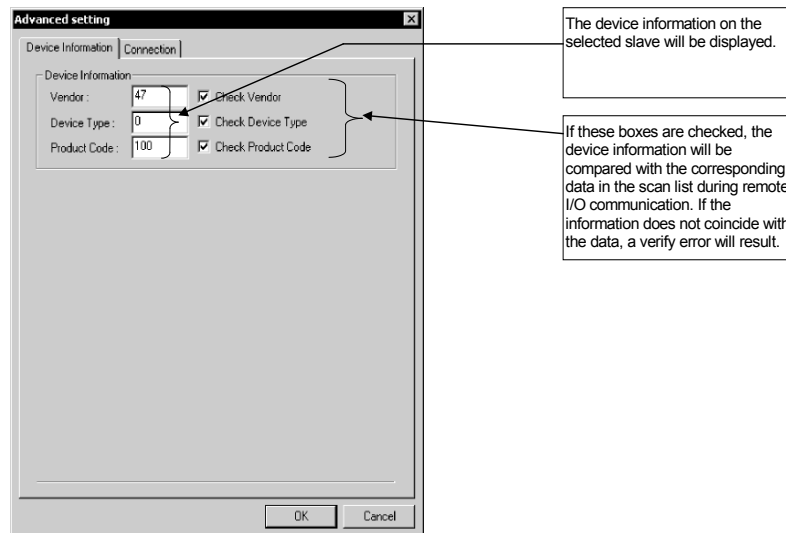 Advanced setting
Device Information
Connection
Device Information
Vendor :
47
Check Vendor
Device Type :
0
Check Device Type
Product Code :
100
Check Product Code
OK
Cancel
The device information on the
selected slave will be displayed.
If these boxes are checked, the
device information will be
compared with the corresponding
data in the scan list during remote
I/O communication. If the
information does not coincide with
the data, a verify error will result.